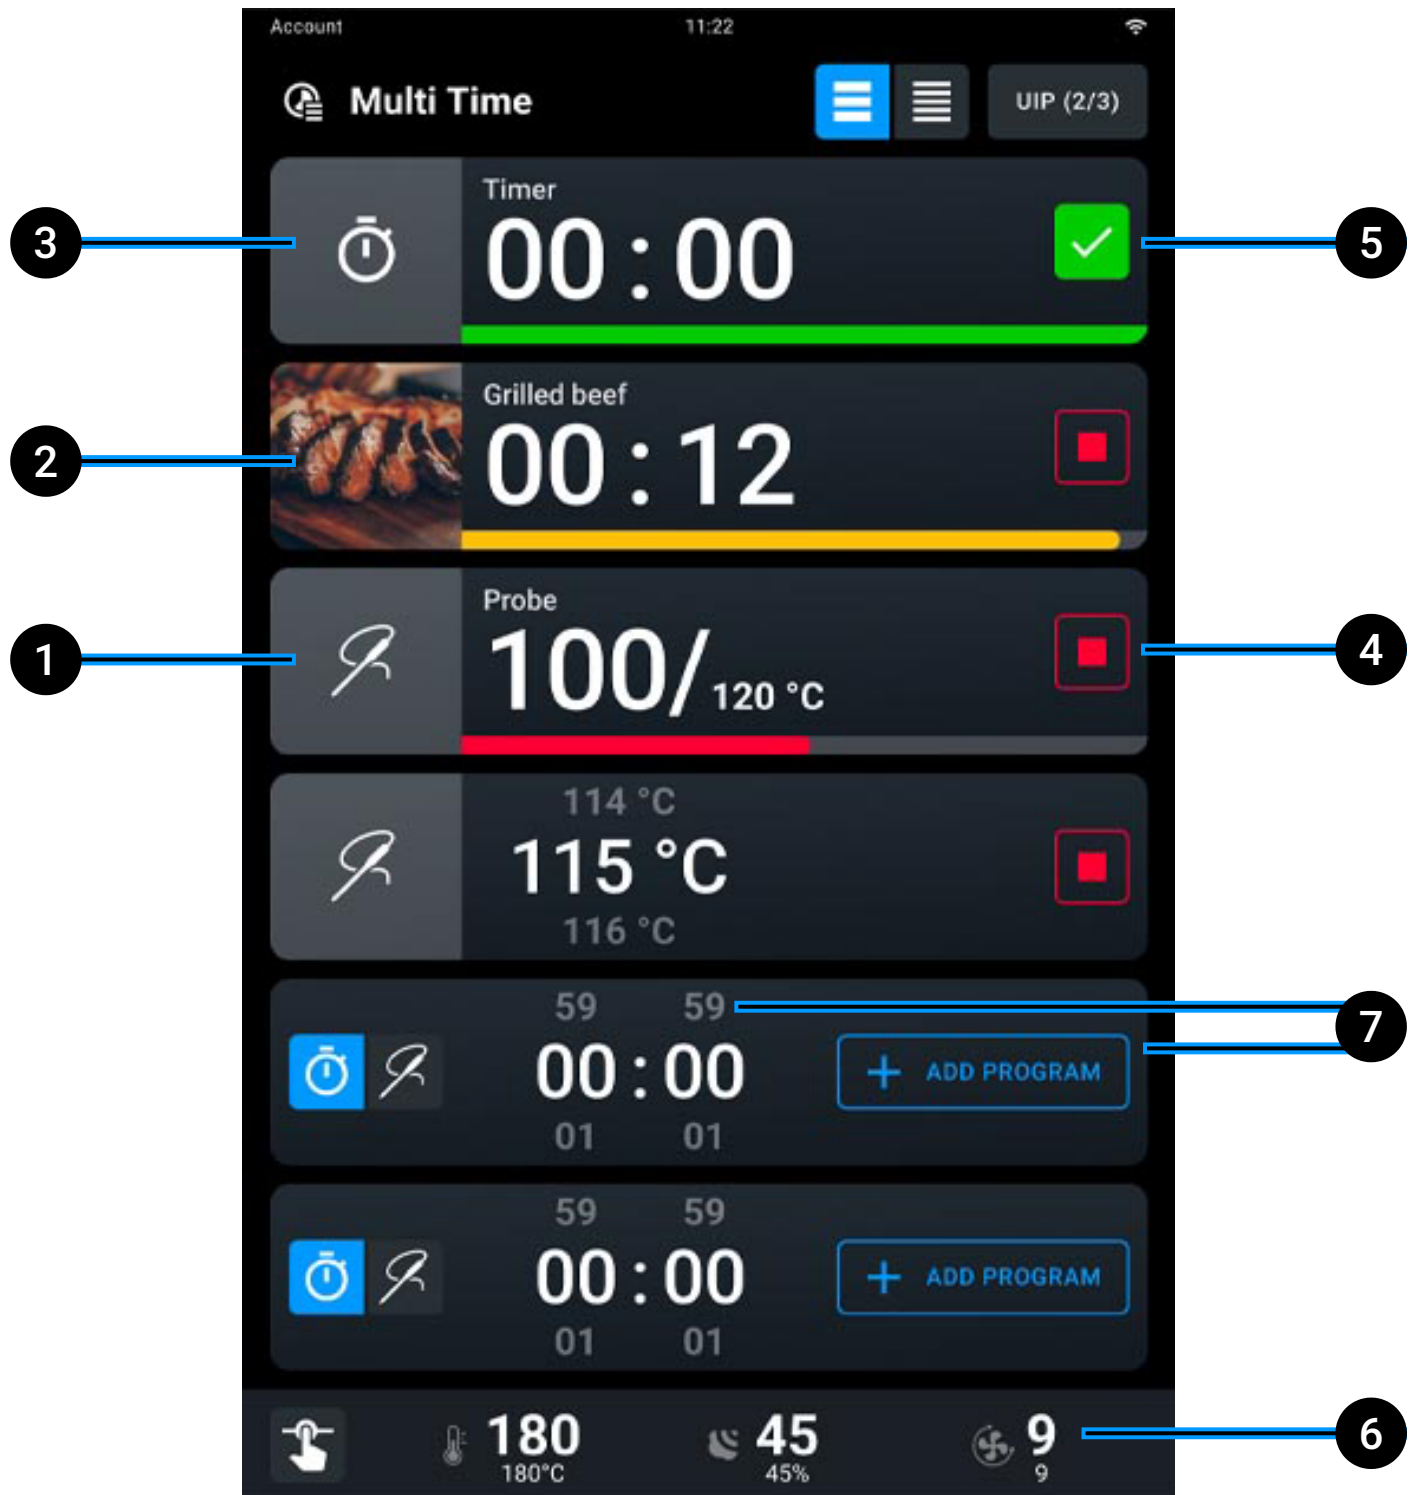 Account 11:22
Multi Time UIP (2/3)
Timer
3 00 : 00 5
Grilled beef
2 00 : 12
Probe
1 100/120 °C 4
114 °C
115 °C
116 °C
59 59
7
00 : 00 + ADD PROGRAM
01 01
59 59
00 : 00 + ADD PROGRAM
01 01
180 45 9 6
180°C 45% 9